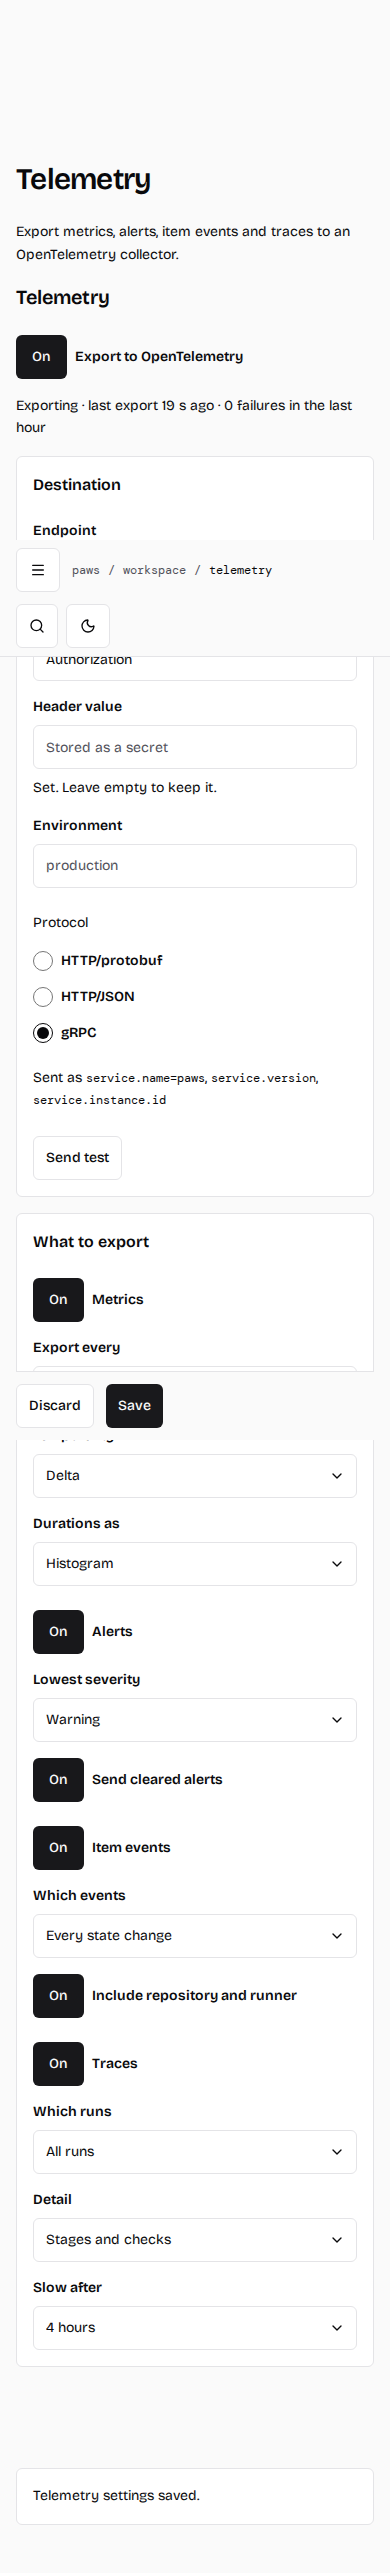 Telemetry
Export metrics, alerts, item events and traces to an
OpenTelemetry collector.
Telemetry
On Export to OpenTelemetry
Exporting · last export 19 s ago · 0 failures in the last
hour
Destination
Endpoint
paws / workspace / telemetry
Authorization
Header value
Stored as a secret
Set. Leave empty to keep it.
Environment
production
Protocol
HTTP/protobuf
HTTP/JSON
gRPC
Sent as service.name=paws, service.version,
service.instance.id
Send test
What to export
On Metrics
Export every
Discard Save
Delta
Durations as
Histogram
On Alerts
Lowest severity
Warning
On Send cleared alerts
On Item events
Which events
Every state change
On Include repository and runner
On Traces
Which runs
All runs
Detail
Stages and checks
Slow after
4 hours
Telemetry settings saved.